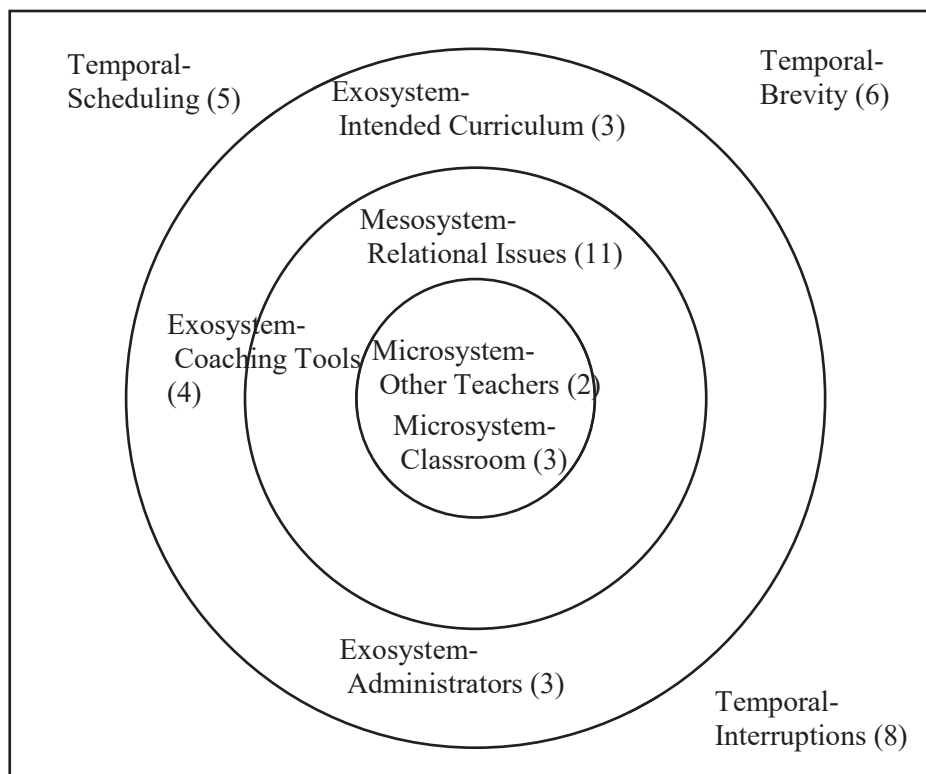 Temporal-
Scheduling (5)
Temporal-
Brevity (6)
Exosystem-
Intended Curriculum (3)
Mesosystem-
Relational Issues (11)
Exosystem-
Coaching Tools
(4)
Microsystem-
Other Teachers (2)
Microsystem-
Classroom (3)
Exosystem-
Administrators (3)
Temporal-
Interruptions (8)